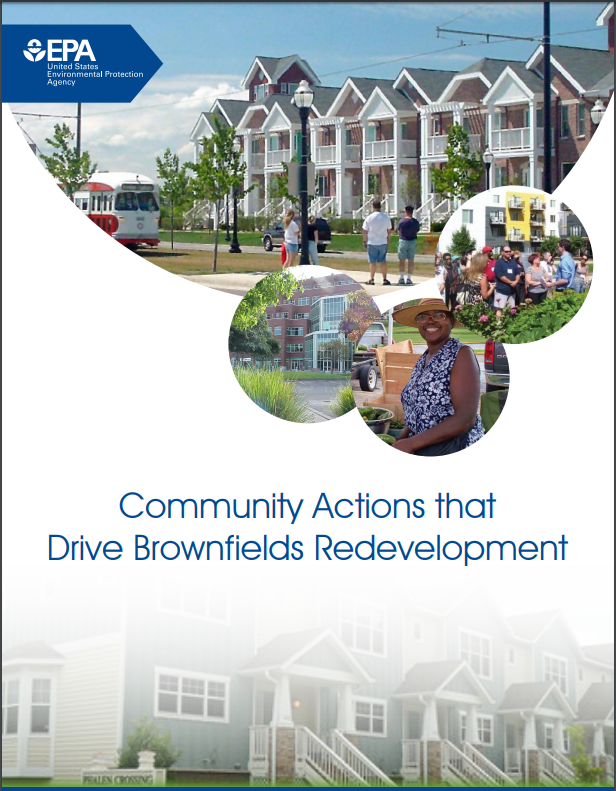 EPA
United States
Environmental Protection
Agency
Community Actions that
Drive Brownfields Redevelopment
PHALEN CROSSING